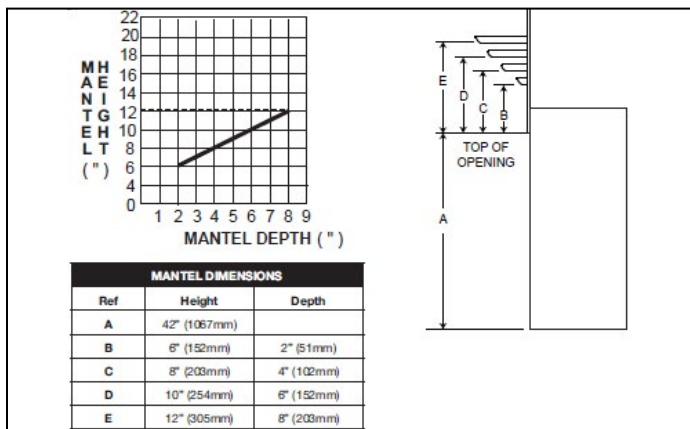 22
20
18
16
14
12
10
8
6
4
0
MANTEL HEIGHT
(")
1 2 3 4 5 6 7 8 9
MANTEL DEPTH (")
E
D
C
B
TOP OF
OPENING
A
MANTEL DIMENSIONS
Ref Height Depth
A 42" (1067mm)
B 6" (152mm) 2" (51mm)
C 8" (203mm) 4" (102mm)
D 10" (254mm) 6" (152mm)
E 12" (305mm) 8" (203mm)